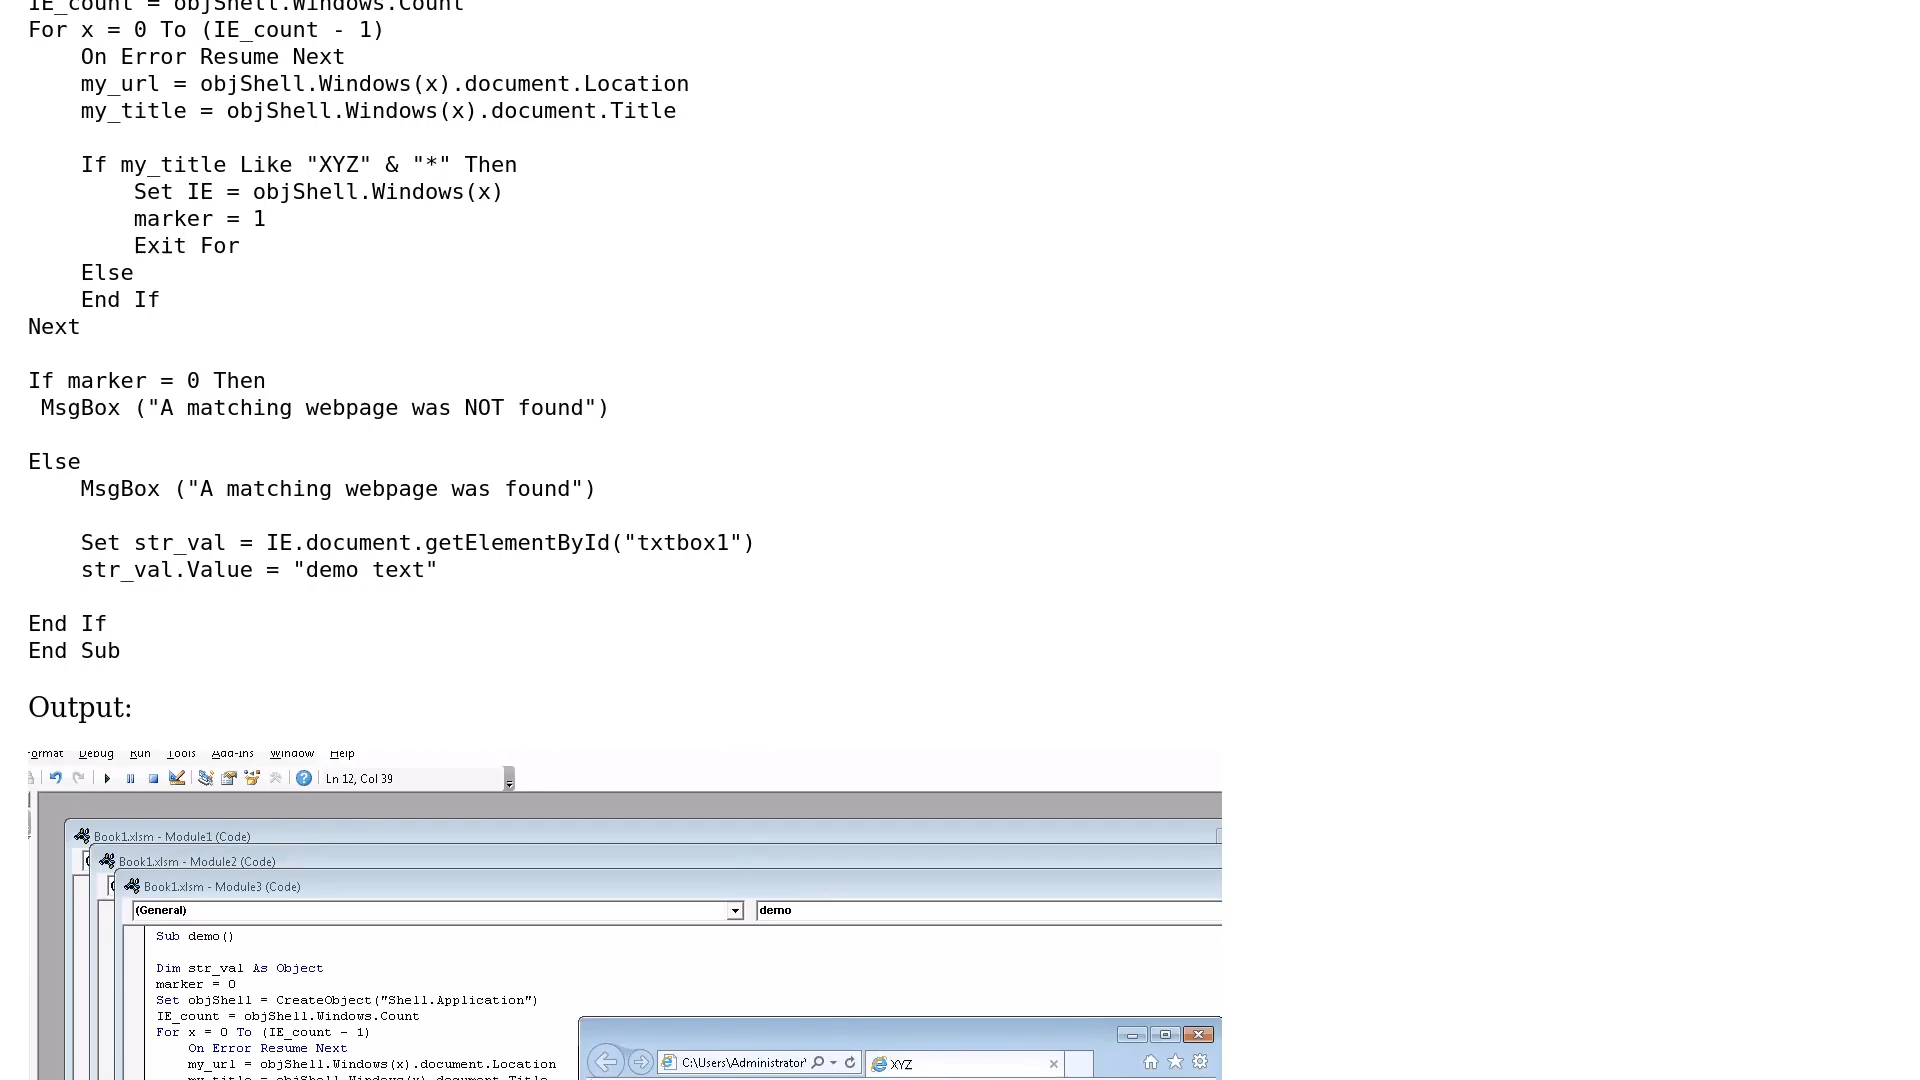 IE_count = objShell.Windows.Count
For x = 0 To (IE_count - 1)
    On Error Resume Next
    my_url = objShell.Windows(x).document.Location
    my_title = objShell.Windows(x).document.Title

    If my_title Like "XYZ" & "*" Then
        Set IE = objShell.Windows(x)
        marker = 1
        Exit For
    Else
    End If
Next

If marker = 0 Then
 MsgBox ("A matching webpage was NOT found")

Else
    MsgBox ("A matching webpage was found")

    Set str_val = IE.document.getElementById("txtbox1")
    str_val.Value = "demo text"

End If
End Sub

Output:
ormat Debug Run Tools Add-Ins Window Help
Ln 12, Col 39
Book1.xlsm - Module1 (Code)
Book1.xlsm - Module2 (Code)
Book1.xlsm - Module3 (Code)
(General) demo
Sub demo()

Dim str_val As Object
marker = 0
Set objShell = CreateObject("Shell.Application")
IE_count = objShell.Windows.Count
For x = 0 To (IE_count - 1)
    On Error Resume Next
    my_url = objShell.Windows(x).document.Location
    my_title = objShell.Windows(x).document.Title
C:\Users\Administrator' XYZ